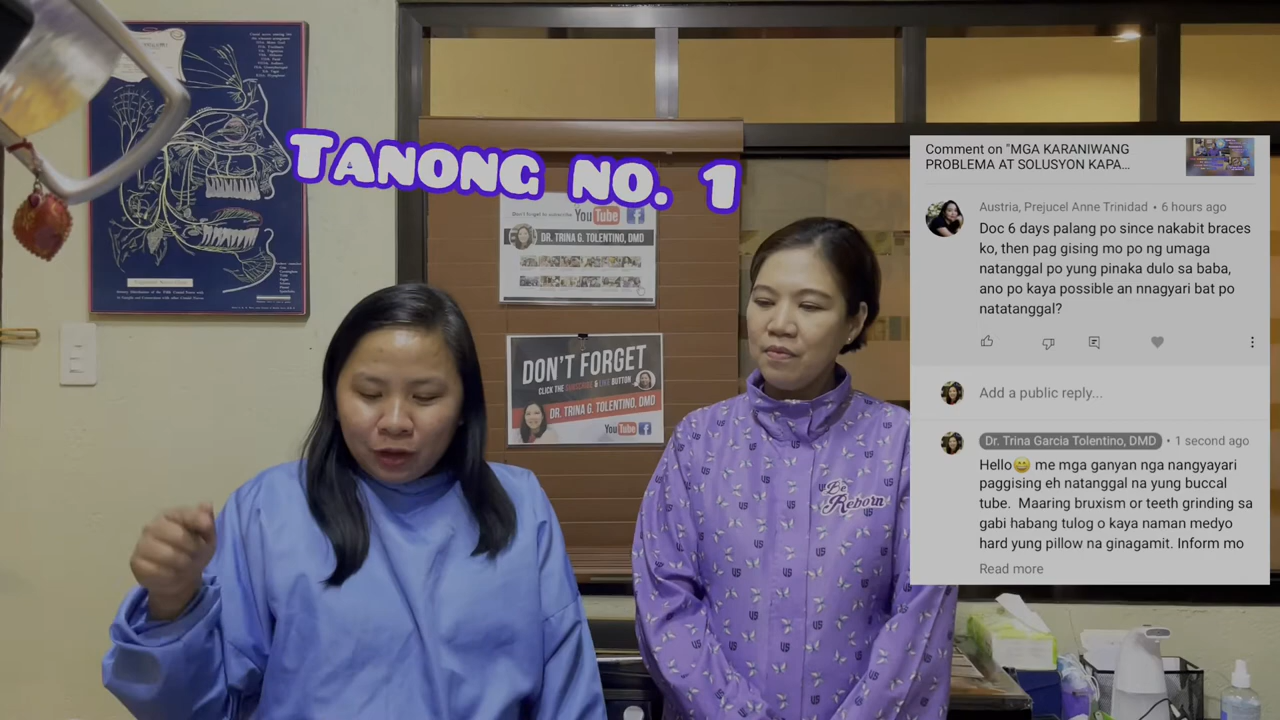 TANONG NO. 1
Don't forget to subscribe YouTube
DR. TRINA G. TOLENTINO, DMD
DON'T FORGET
CLICK THE SUBSCRIBE & LIKE BUTTON
DR. TRINA G. TOLENTINO, DMD
YouTube
Be
Reborn
Comment on "MGA KARANIWANG
PROBLEMA AT SOLUSYON KAPA...
Austria, Prejucel Anne Trinidad • 6 hours ago
Doc 6 days palang po since nakabit braces
ko, then pag gising mo po ng umaga
natanggal po yung pinaka dulo sa baba,
ano po kaya possible an nnagyari bat po
natatanggal?
Add a public reply...
Dr. Trina Garcia Tolentino, DMD • 1 second ago
Hello😀 me mga ganyan nga nangyayari
paggising eh natanggal na yung buccal
tube. Maaring bruxism or teeth grinding sa
gabi habang tulog o kaya naman medyo
hard yung pillow na ginagamit. Inform mo
Read more